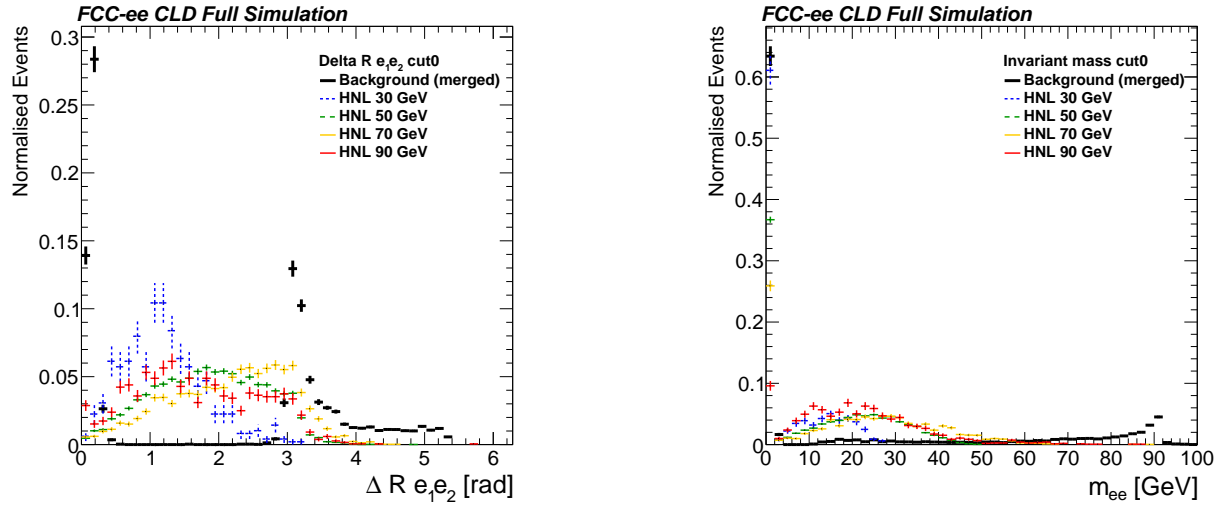 FCC-ee CLD Full Simulation
Normalised Events
0.3
0.25
0.2
0.15
0.1
0.05
0
Delta R e₁e₂ cut0
Background (merged)
HNL 30 GeV
HNL 50 GeV
HNL 70 GeV
HNL 90 GeV
0 1 2 3 4 5 6
Δ R e₁e₂ [rad]
FCC-ee CLD Full Simulation
Normalised Events
0.6
0.5
0.4
0.3
0.2
0.1
0
Invariant mass cut0
Background (merged)
HNL 30 GeV
HNL 50 GeV
HNL 70 GeV
HNL 90 GeV
0 10 20 30 40 50 60 70 80 90 100
mₑₑ [GeV]